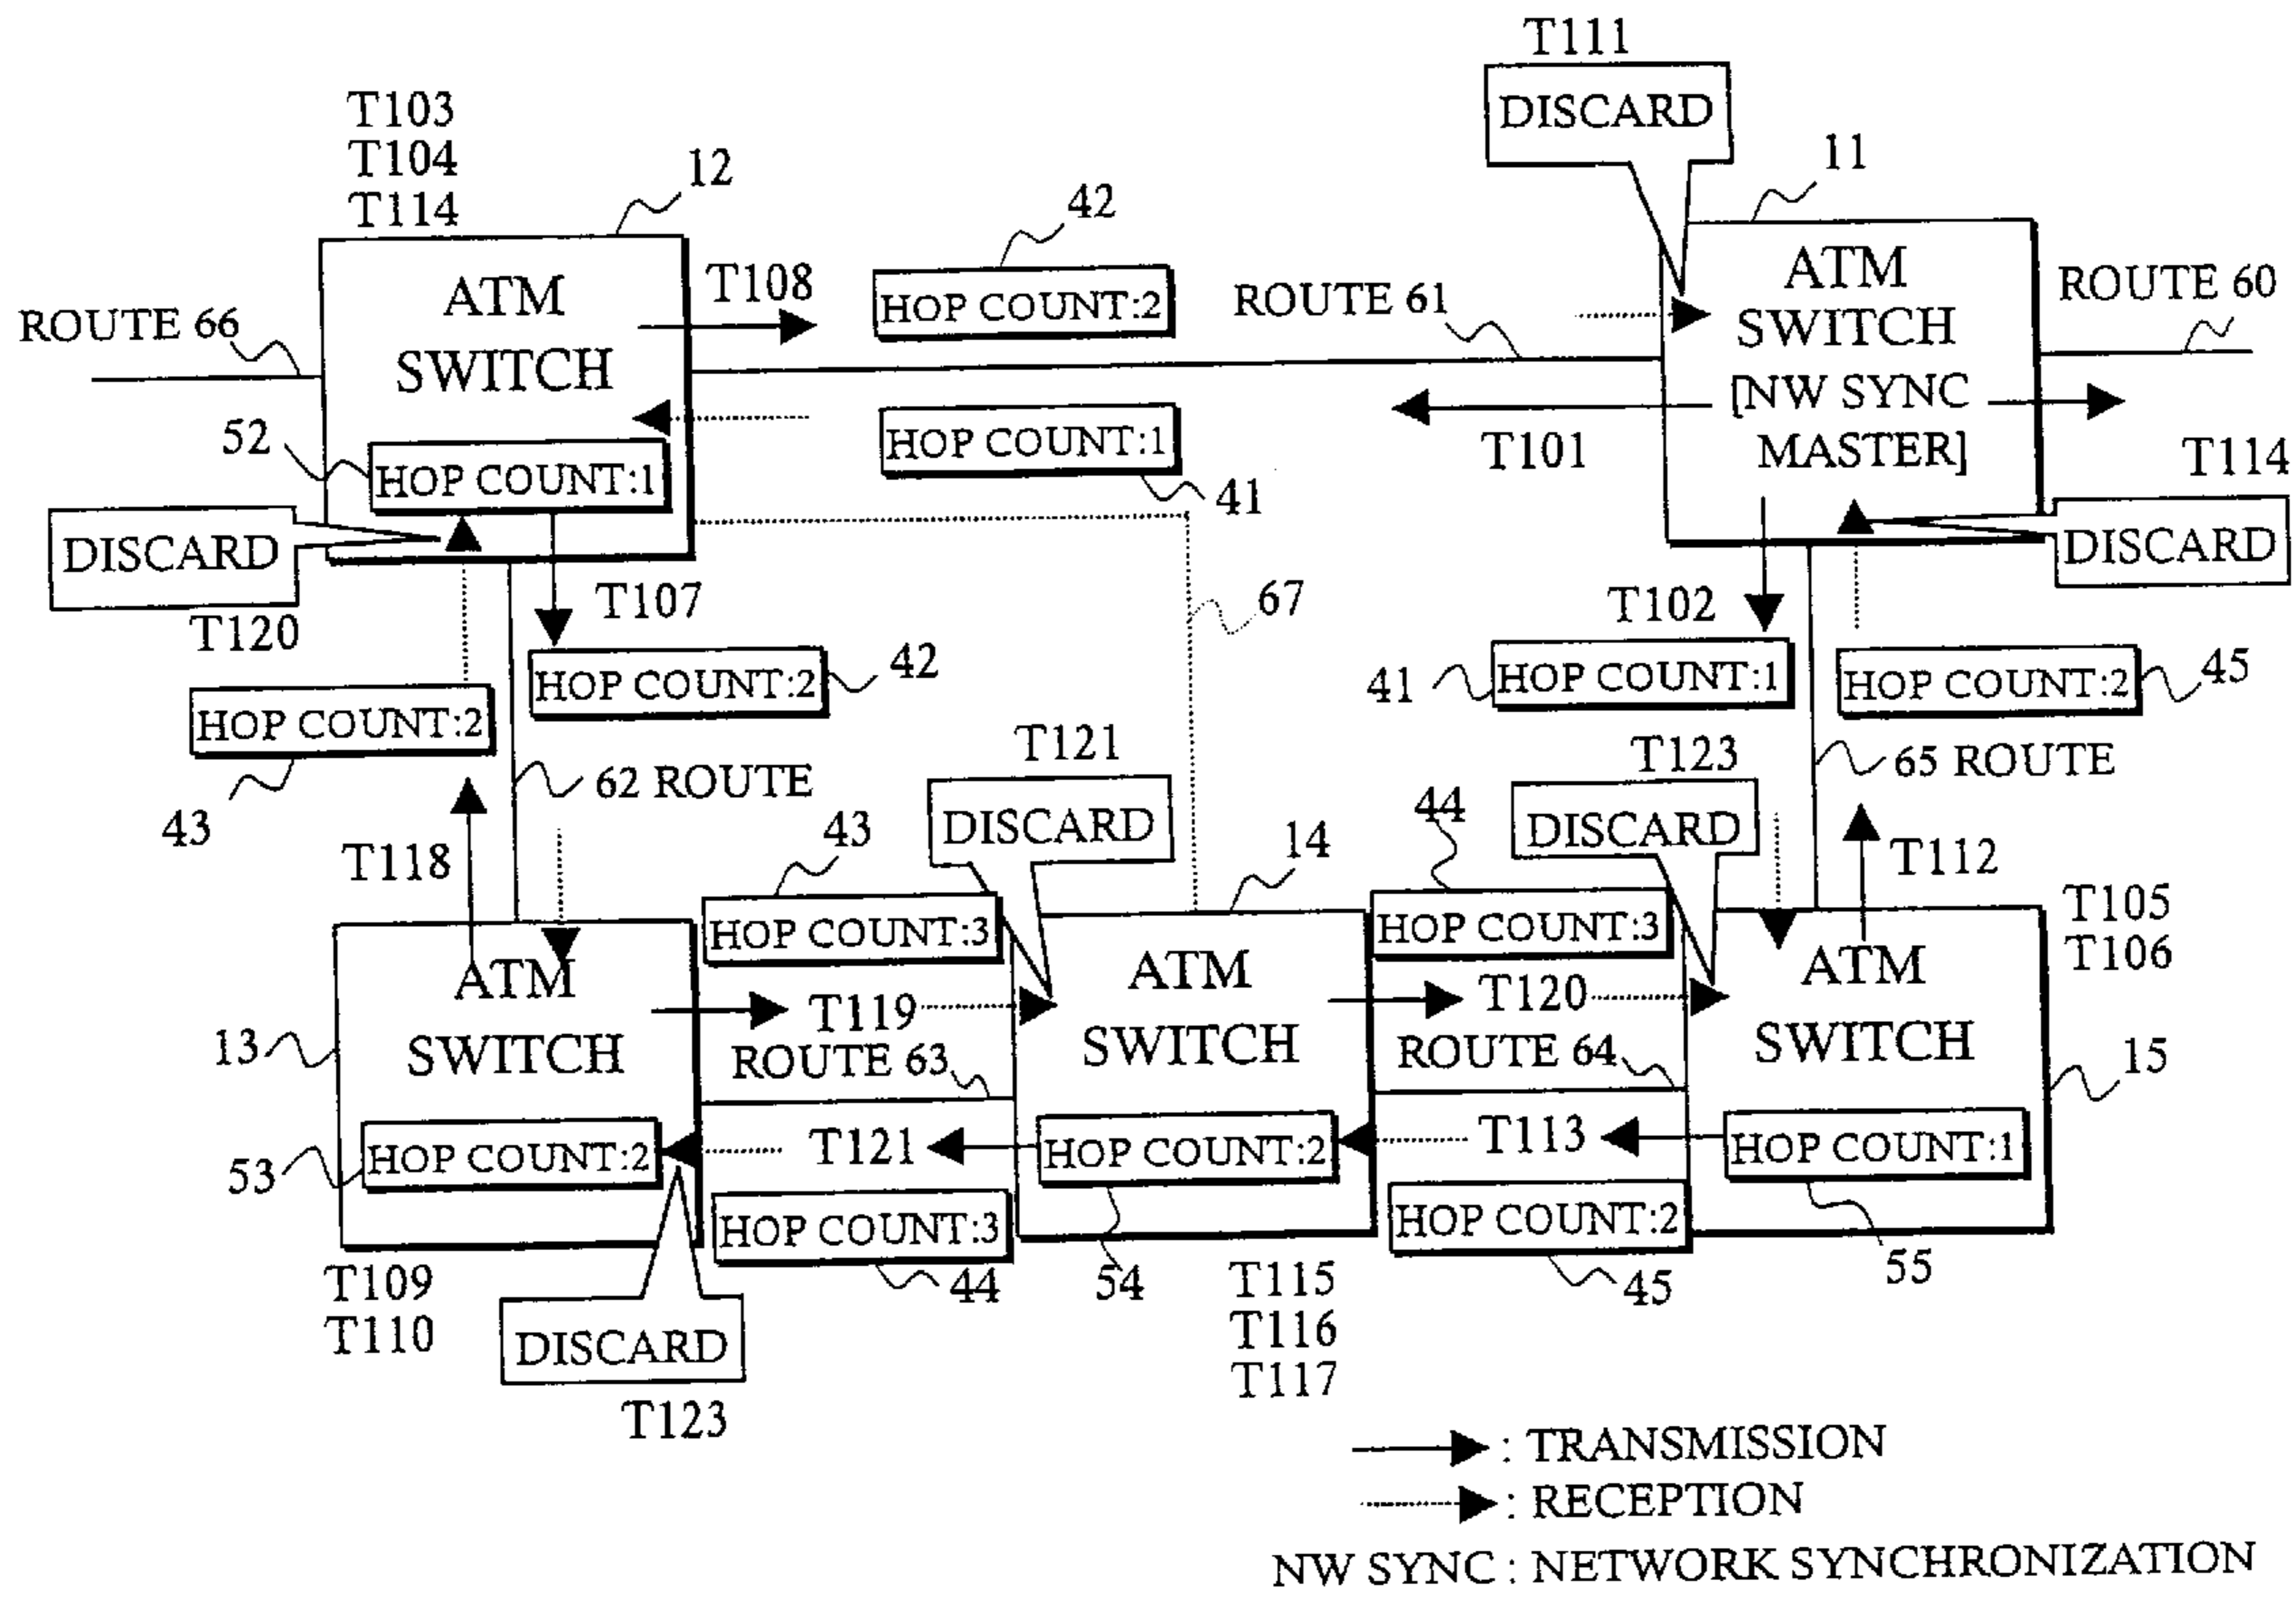 T111
DISCARD
T103
T104
T114
12
42
11
ATM
SWITCH
T108
HOP COUNT:2
ROUTE 61
ATM
SWITCH
[NW SYNC
MASTER]
ROUTE 60
ROUTE 66
52
HOP COUNT:1
HOP COUNT:1
41
T101
T114
DISCARD
DISCARD
T120
T107
67
T102
HOP COUNT:2
42
41
HOP COUNT:1
HOP COUNT:2
45
HOP COUNT:2
43
62 ROUTE
T121
DISCARD
T123
DISCARD
65 ROUTE
T118
43
14
44
T112
HOP COUNT:3
HOP COUNT:3
T105
T106
ATM
SWITCH
13
T119
ROUTE 63
ATM
SWITCH
T120
ROUTE 64
ATM
SWITCH
15
53
HOP COUNT:2
T121
HOP COUNT:2
T113
HOP COUNT:1
HOP COUNT:3
44
54
HOP COUNT:2
45
55
T109
T110
DISCARD
T123
T115
T116
T117
: TRANSMISSION
: RECEPTION
NW SYNC : NETWORK SYNCHRONIZATION